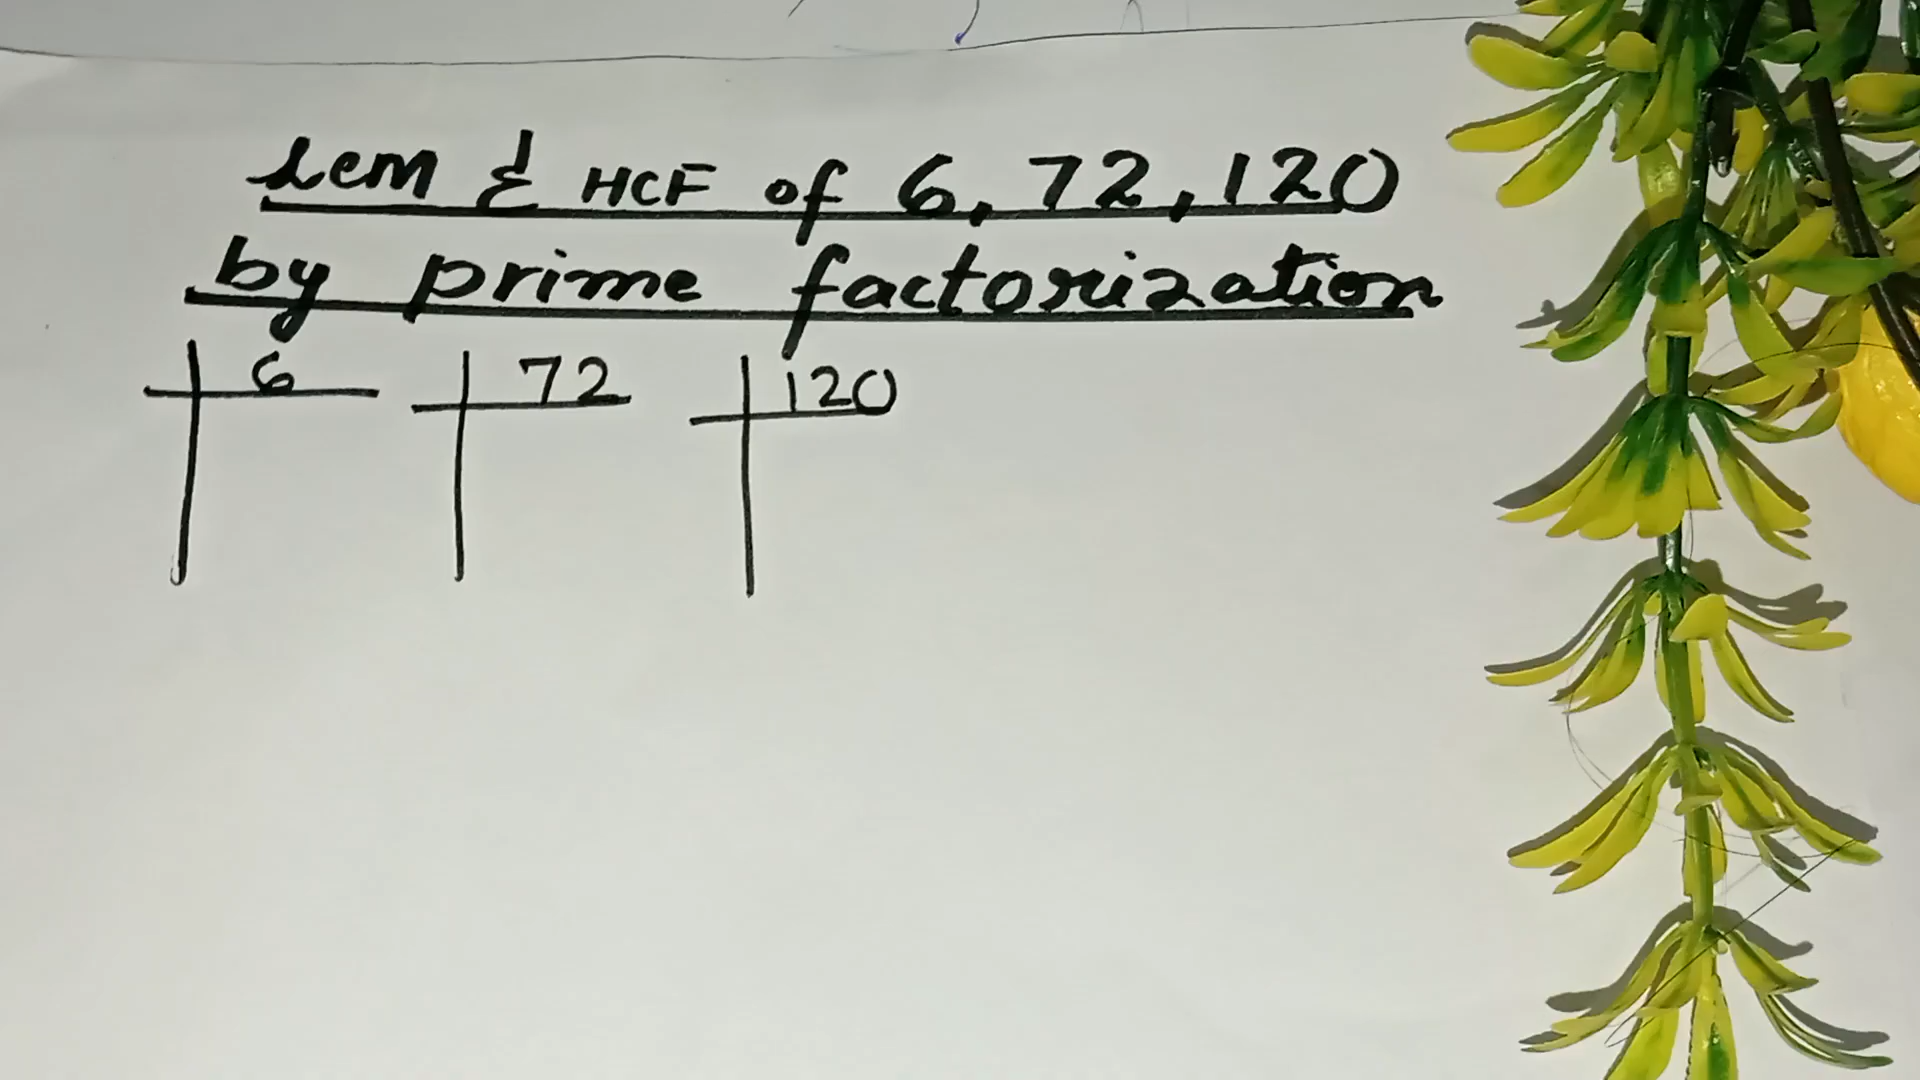 LCM & HCF of 6, 72, 120
by prime factorization
6 72 120